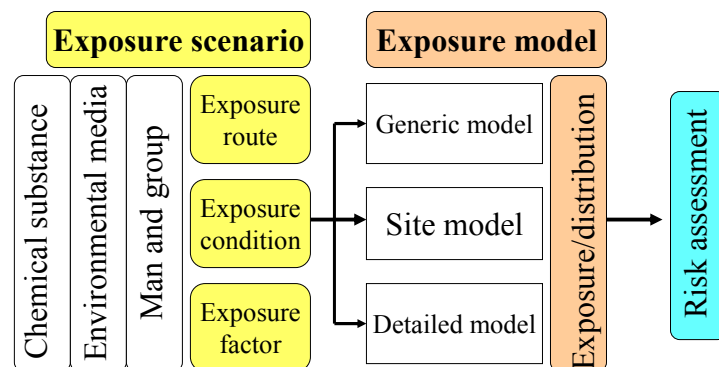 Exposure scenario
Exposure model
Chemical substance
Environmental media
Man and group
Exposure
route
Exposure
condition
Exposure
factor
Generic model
Site model
Detailed model
Exposure/distribution
Risk assessment